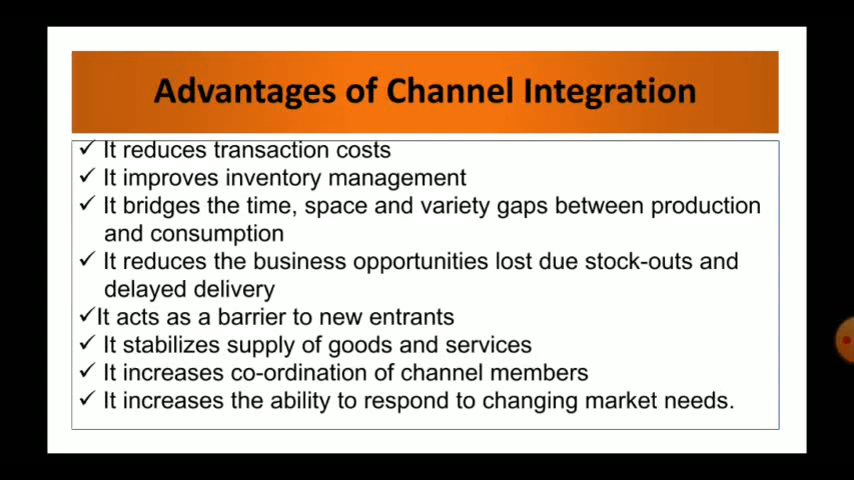 Advantages of Channel Integration
✓ It reduces transaction costs
✓ It improves inventory management
✓ It bridges the time, space and variety gaps between production
and consumption
✓ It reduces the business opportunities lost due stock-outs and
delayed delivery
✓It acts as a barrier to new entrants
✓ It stabilizes supply of goods and services
✓ It increases co-ordination of channel members
✓ It increases the ability to respond to changing market needs.